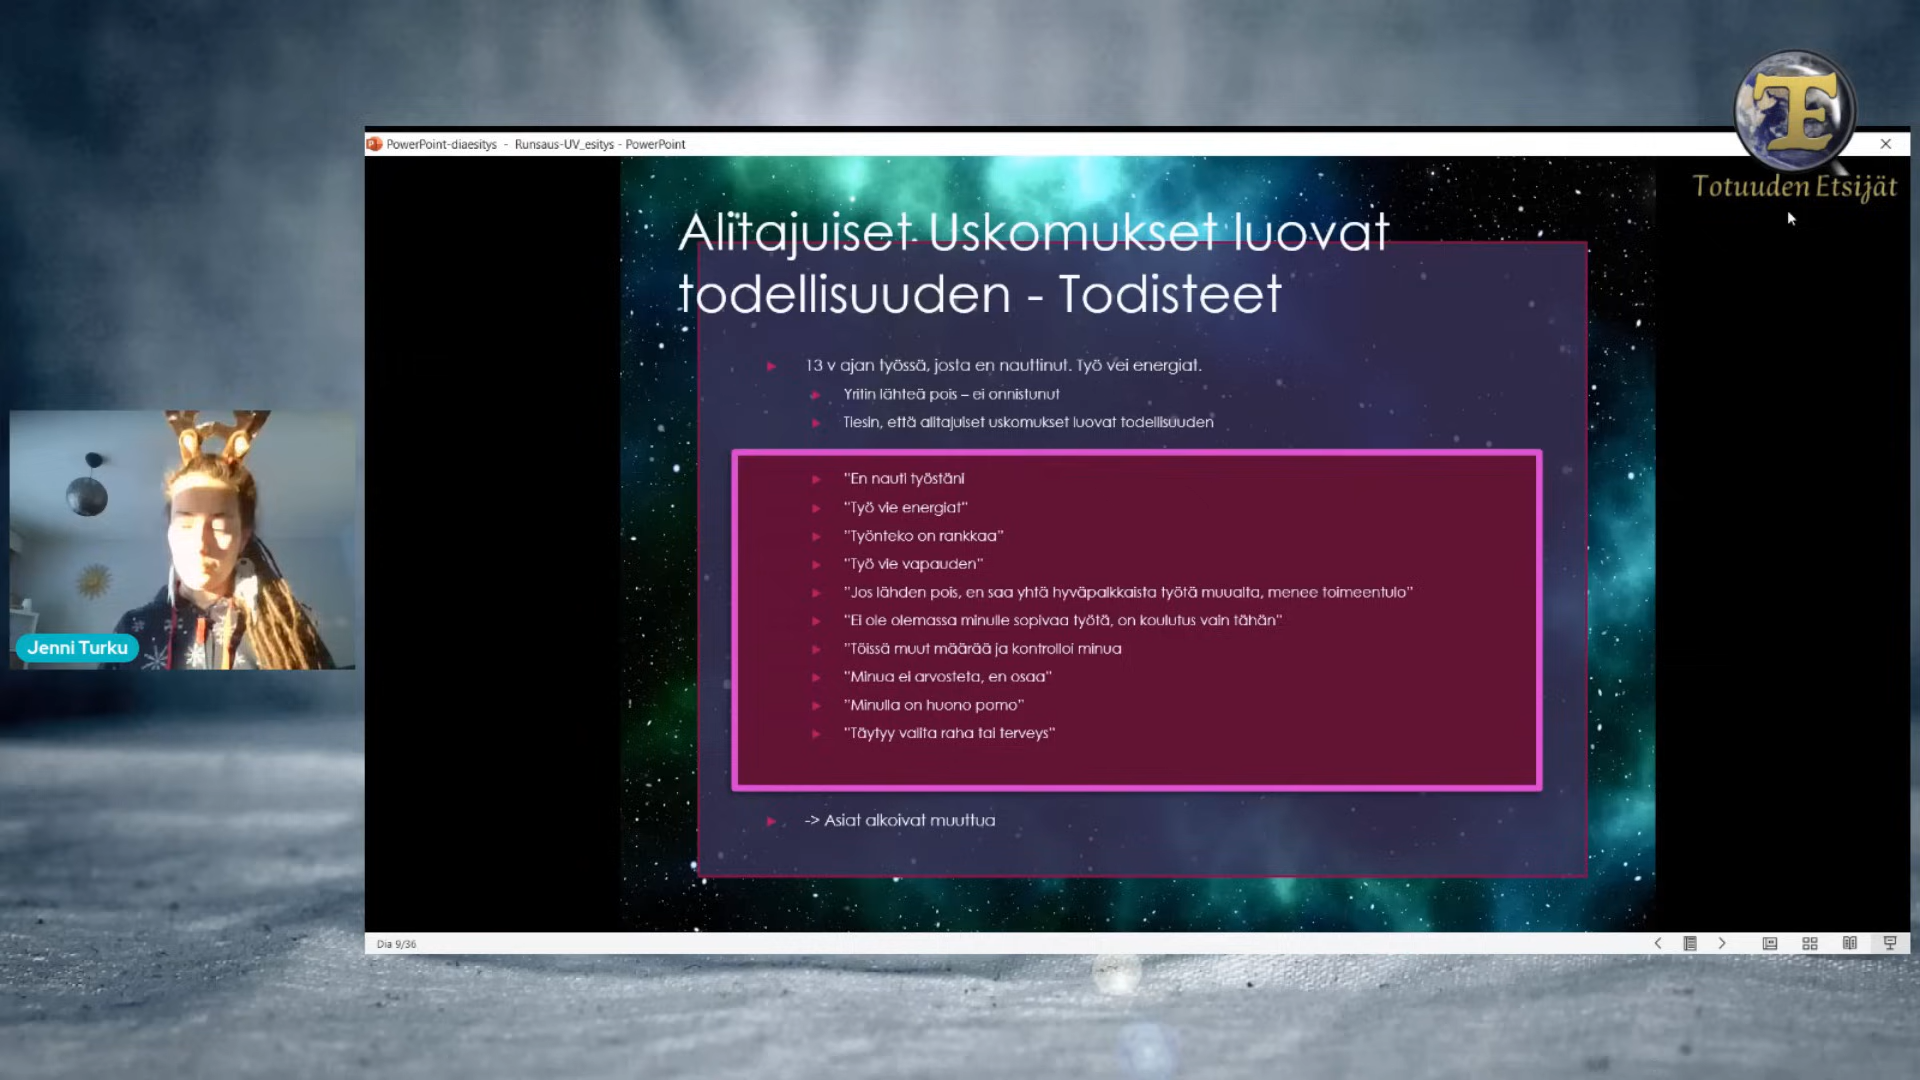 PowerPoint-diaesitys - Runsaus-UV_esitys - PowerPoint
TE
Totuuden Etsijät
Alitajuiset Uskomukset luovat
todellisuuden - Todisteet
13 v ajan työssä, josta en nauttinut. Työ vei energiat.
Yritin lähteä pois – ei onnistunut
Tiesin, että alitajuiset uskomukset luovat todellisuuden
"En nauti työstäni
"Työ vie energiat"
"Työnteko on rankkaa"
"Työ vie vapauden"
"Jos lähden pois, en saa yhtä hyväpalkkaista työtä muualta, menee toimeentulo"
"Ei ole olemassa minulle sopivaa työtä, on koulutus vain tähän"
"Töissä muut määrää ja kontrolloi minua
"Minua ei arvosteta, en osaa"
"Minulla on huono pomo"
"Täytyy valita raha tai terveys"
-> Asiat alkoivat muuttua
Jenni Turku
Dia 9/36